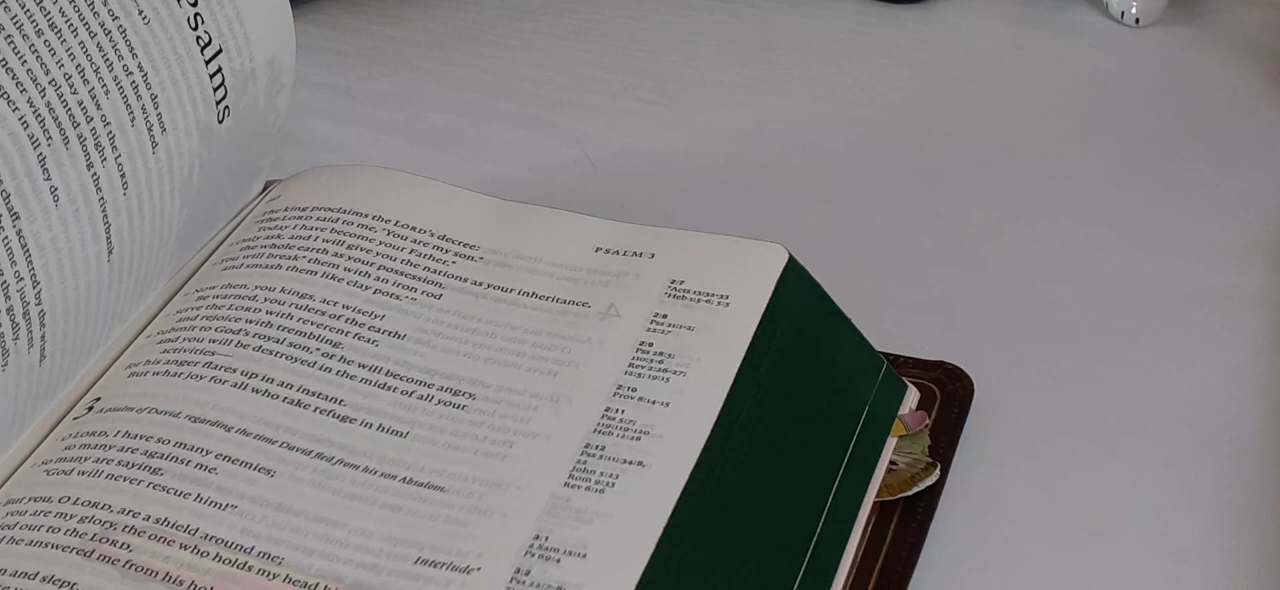 Psalms
of those who do not
the advice of the wicked,
around with sinners,
with mockers.
delight in the law of the LORD,
ating on it day and night.
like trees planted along the riverbank,
fruit each season.
never wither,
sper in all they do.
chaff, scattered by the wind.
time of judgment.
godly.
PSALM 3
The king proclaims the LORD's decree:
"The LORD said to me, 'You are my son.*
Today I have become your Father.*
Only ask, and I will give you the nations as your inheritance,
the whole earth as your possession.
You will break* them with an iron rod
and smash them like clay pots.'"
Now then, you kings, act wisely!
Be warned, you rulers of the earth!
Serve the LORD with reverent fear,
and rejoice with trembling.
Submit to God's royal son,* or he will become angry,
and you will be destroyed in the midst of all your
activities—
for his anger flares up in an instant.
But what joy for all who take refuge in him!
3 A psalm of David, regarding the time David fled from his son Absalom.
O LORD, I have so many enemies;
so many are against me.
So many are saying,
"God will never rescue him!"
Interlude*
But you, O LORD, are a shield around me;
you are my glory, the one who holds my head
ied out to the LORD,
he answered me from his
and slept,
2:7
*Acts 13:32-33
*Heb 1:5-6; 5:5
2:8
Pss 21:1-2;
22:27
2:9
Pss 28:5;
110:5-6
Rev 2:26-27;
12:5; 19:15
2:10
Prov 8:14-15
2:11
Pss 5:7;
119:119-120
Heb 12:28
2:12
John 5:23
Rom 9:33
Rev 6:16
3:1
2 Sam 15:12
Ps 69:4
3:2